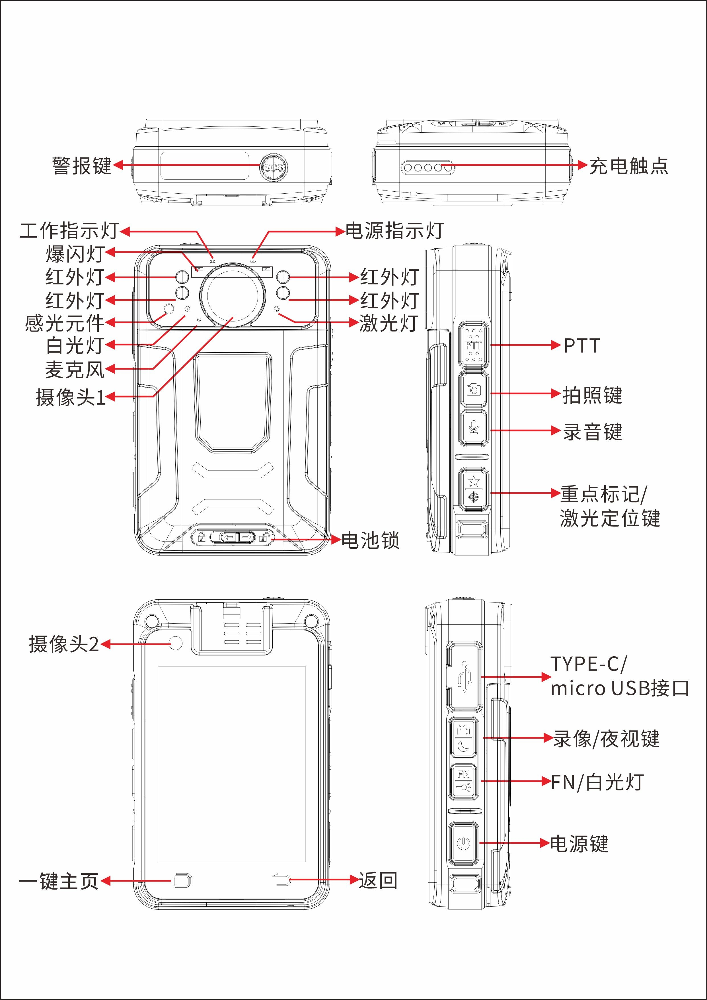 警报键
SOS
充电触点
工作指示灯
电源指示灯
爆闪灯
红外灯
红外灯
红外灯
红外灯
感光元件
激光灯
白光灯
麦克风
摄像头1
电池锁
PTT
PTT
拍照键
录音键
重点标记/
激光定位键
摄像头2
一键主页
返回
TYPE-C/
micro USB接口
录像/夜视键
FN
FN/白光灯
电源键